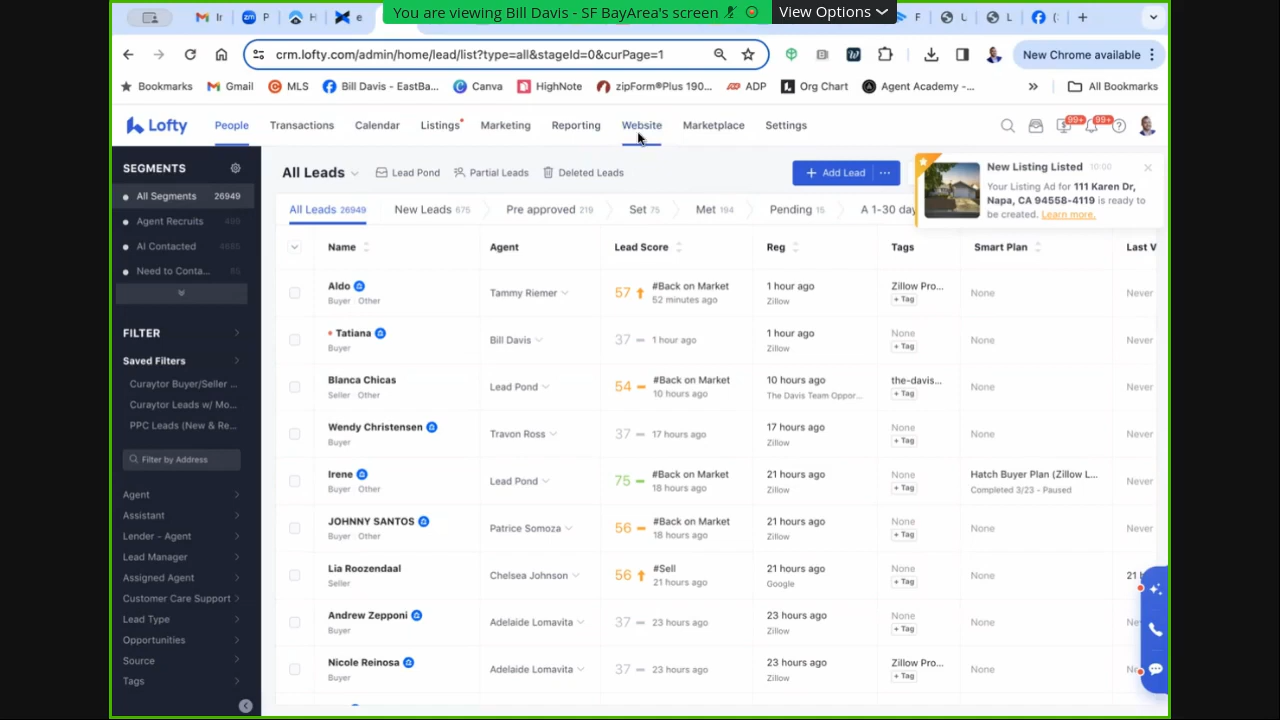 You are viewing Bill Davis - SF BayArea's screen
View Options
crm.lofty.com/admin/home/lead/list?type=all&stageId=0&curPage=1
New Chrome available
Bookmarks Gmail MLS Bill Davis - EastBa... Canva HighNote zipForm®Plus 190... ADP Org Chart Agent Academy -... » All Bookmarks
Lofty People Transactions Calendar Listings Marketing Reporting Website Marketplace Settings 99+ 99+
SEGMENTS
All Segments 26949
Agent Recruits
AI Contacted
Need to Conta...
FILTER
Saved Filters
Curaytor Buyer/Seller ...
Curaytor Leads w/ Mo...
PPC Leads (New & Re...
Filter by Address
Agent
Assistant
Lender - Agent
Lead Manager
Assigned Agent
Customer Care Support
Lead Type
Opportunities
Source
Tags
All Leads Lead Pond Partial Leads Deleted Leads + Add Lead ...
New Listing Listed 10:00
Your Listing Ad for 111 Karen Dr,
Napa, CA 94558-4119 is ready to
be created. Learn more.
All Leads 26949 New Leads 675 Pre approved 219 Set 75 Met 194 Pending 15 A 1-30 day
Name Agent Lead Score Reg Tags Smart Plan Last V
Aldo Tammy Riemer 57 #Back on Market 1 hour ago Zillow Pro... None Never
Buyer Other 52 minutes ago Zillow + Tag
Tatiana Bill Davis 37 1 hour ago 1 hour ago None None Never
Buyer Zillow + Tag
Blanca Chicas Lead Pond 54 #Back on Market 10 hours ago the-davis... None Never
Seller Other 10 hours ago The Davis Team Oppor... + Tag
Wendy Christensen Travon Ross 37 17 hours ago 17 hours ago None None Never
Buyer Zillow + Tag
Irene Lead Pond 75 #Back on Market 21 hours ago None Hatch Buyer Plan (Zillow L... Never
Buyer Other 18 hours ago Zillow + Tag Completed 3/23 - Paused
JOHNNY SANTOS Patrice Somoza 56 #Back on Market 21 hours ago None None Never
Buyer Other 18 hours ago Zillow + Tag
Lia Roozendaal Chelsea Johnson 56 #Sell 21 hours ago None None 21
Seller 21 hours ago Google + Tag
Andrew Zepponi Adelaide Lomavita 37 23 hours ago 23 hours ago None None Never
Buyer Zillow + Tag
Nicole Reinosa Adelaide Lomavita 37 23 hours ago 23 hours ago Zillow Pro... None
Buyer Zillow + Tag